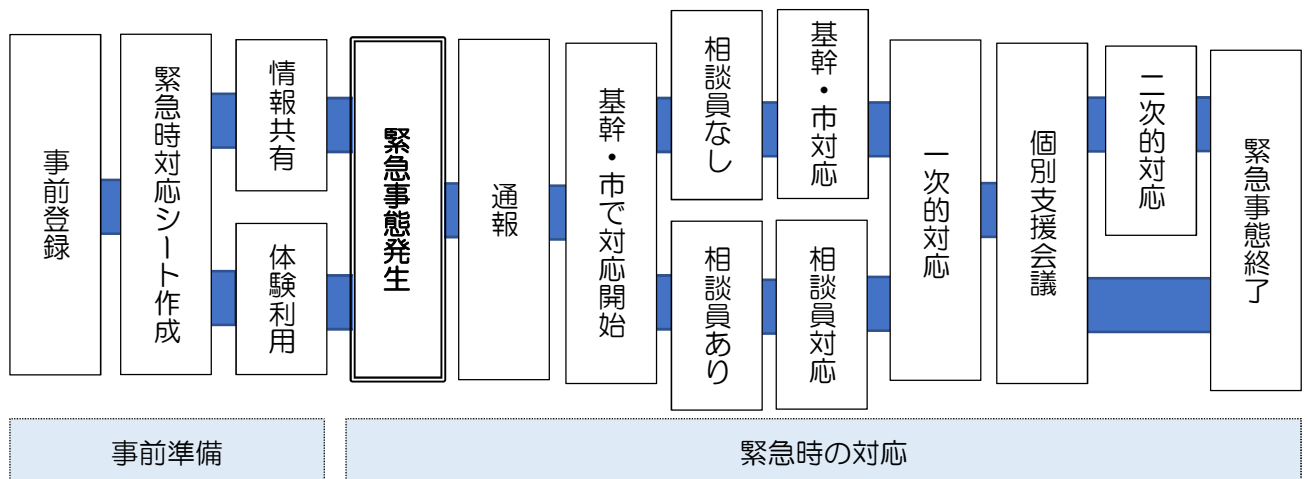 事前登録
緊急時対応シート作成
情報共有
体験利用
緊急事態発生
通報
基幹・市で対応開始
相談員なし
基幹・市対応
相談員あり
相談員対応
一次的対応
個別支援会議
二次的対応
緊急事態終了
事前準備
緊急時の対応